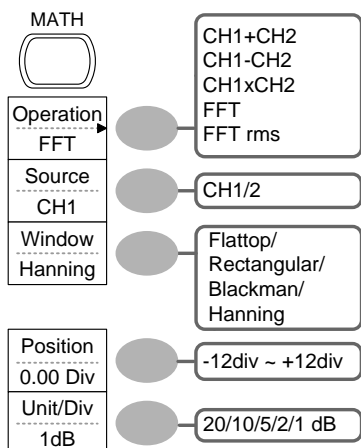 MATH
Operation
FFT
CH1+CH2
CH1-CH2
CH1xCH2
FFT
FFT rms
Source
CH1
CH1/2
Window
Hanning
Flattop/
Rectangular/
Blackman/
Hanning
Position
0.00 Div
-12div ~ +12div
Unit/Div
1dB
20/10/5/2/1 dB